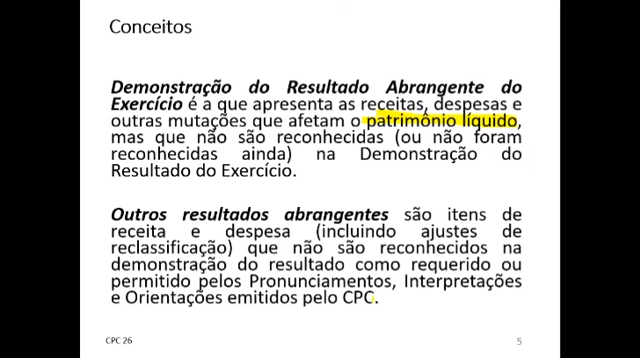 Conceitos
Demonstração do Resultado Abrangente do
Exercício é a que apresenta as receitas, despesas e
outras mutações que afetam o patrimônio líquido,
mas que não são reconhecidas (ou não foram
reconhecidas ainda) na Demonstração do
Resultado do Exercício.
Outros resultados abrangentes são itens de
receita e despesa (incluindo ajustes de
reclassificação) que não são reconhecidos na
demonstração do resultado como requerido ou
permitido pelos Pronunciamentos, Interpretações
e Orientações emitidos pelo CPC.
CPC 26
5